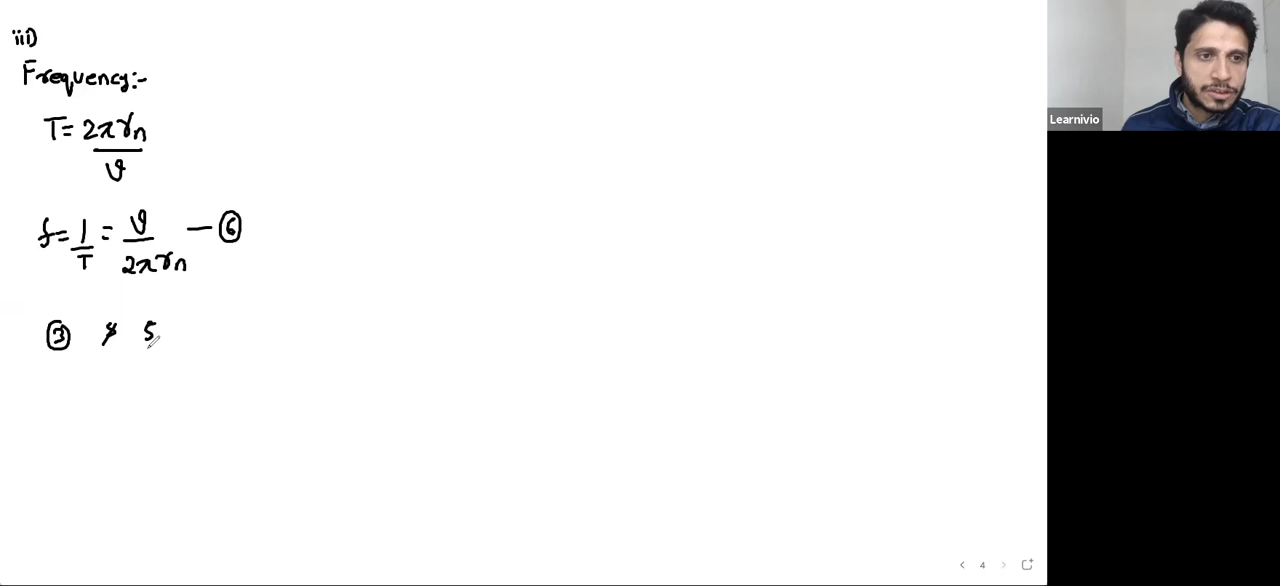 iii)
Frequency:-
T = 2πrₙ / v
f = 1/T = v / 2πrₙ — ⑥
③ & 5
Learnivio
4